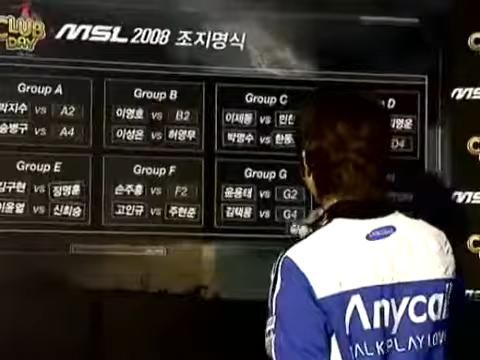 CLUB DAY
MSL 2008 조지명식
Group A
박지수 vs A2
송병구 vs A4
Group B
이영호 vs B2
이성은 vs 허영무
Group C
이제동 vs 민찬
박명수 vs 한동
D
D4
Group E
김구현 vs 정명훈
이윤열 vs 신희승
Group F
손주흥 vs F2
고인규 vs 주현준
Group G
윤용태 vs G2
김택용 vs G4
MSL
SAMSUNG
Anycall
TALK PLAY LOVE